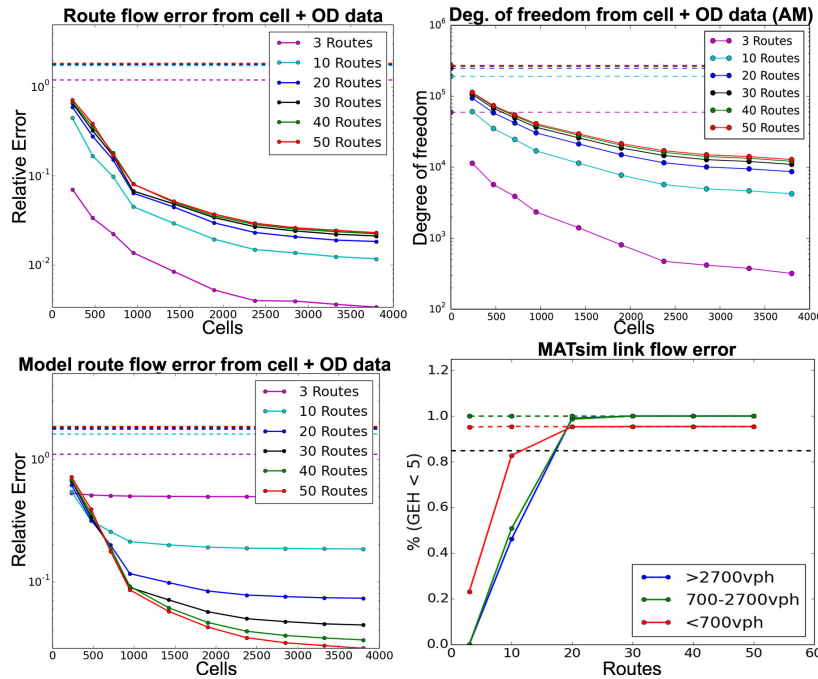 Route flow error from cell + OD data
Relative Error
10⁰
10⁻¹
10⁻²
3 Routes
10 Routes
20 Routes
30 Routes
40 Routes
50 Routes
0 500 1000 1500 2000 2500 3000 3500 4000
Cells
Deg. of freedom from cell + OD data (AM)
Degree of freedom
10⁶
10⁵
10⁴
10³
10²
3 Routes
10 Routes
20 Routes
30 Routes
40 Routes
50 Routes
0 500 1000 1500 2000 2500 3000 3500 4000
Cells
Model route flow error from cell + OD data
Relative Error
10⁰
10⁻¹
3 Routes
10 Routes
20 Routes
30 Routes
40 Routes
50 Routes
0 500 1000 1500 2000 2500 3000 3500 4000
Cells
MATsim link flow error
% (GEH < 5)
1.2
1.0
0.8
0.6
0.4
0.2
0.0
>2700vph
700-2700vph
<700vph
0 10 20 30 40 50 60
Routes